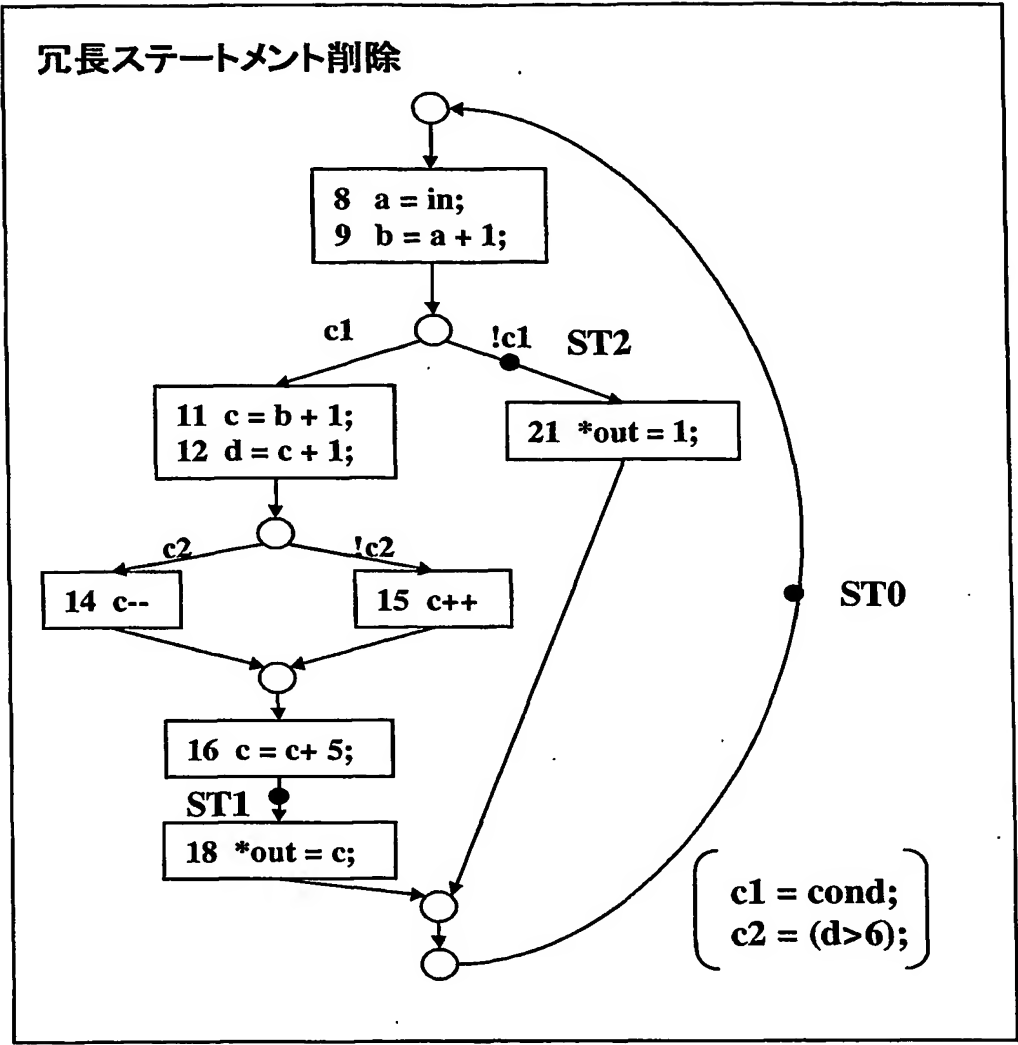 冗長ステートメント削除
8 a = in;
9 b = a + 1;
c1
!c1
ST2
11 c = b + 1;
12 d = c + 1;
21 *out = 1;
c2
!c2
14 c--
15 c++
ST0
16 c = c+ 5;
ST1
18 *out = c;
c1 = cond;
c2 = (d>6);